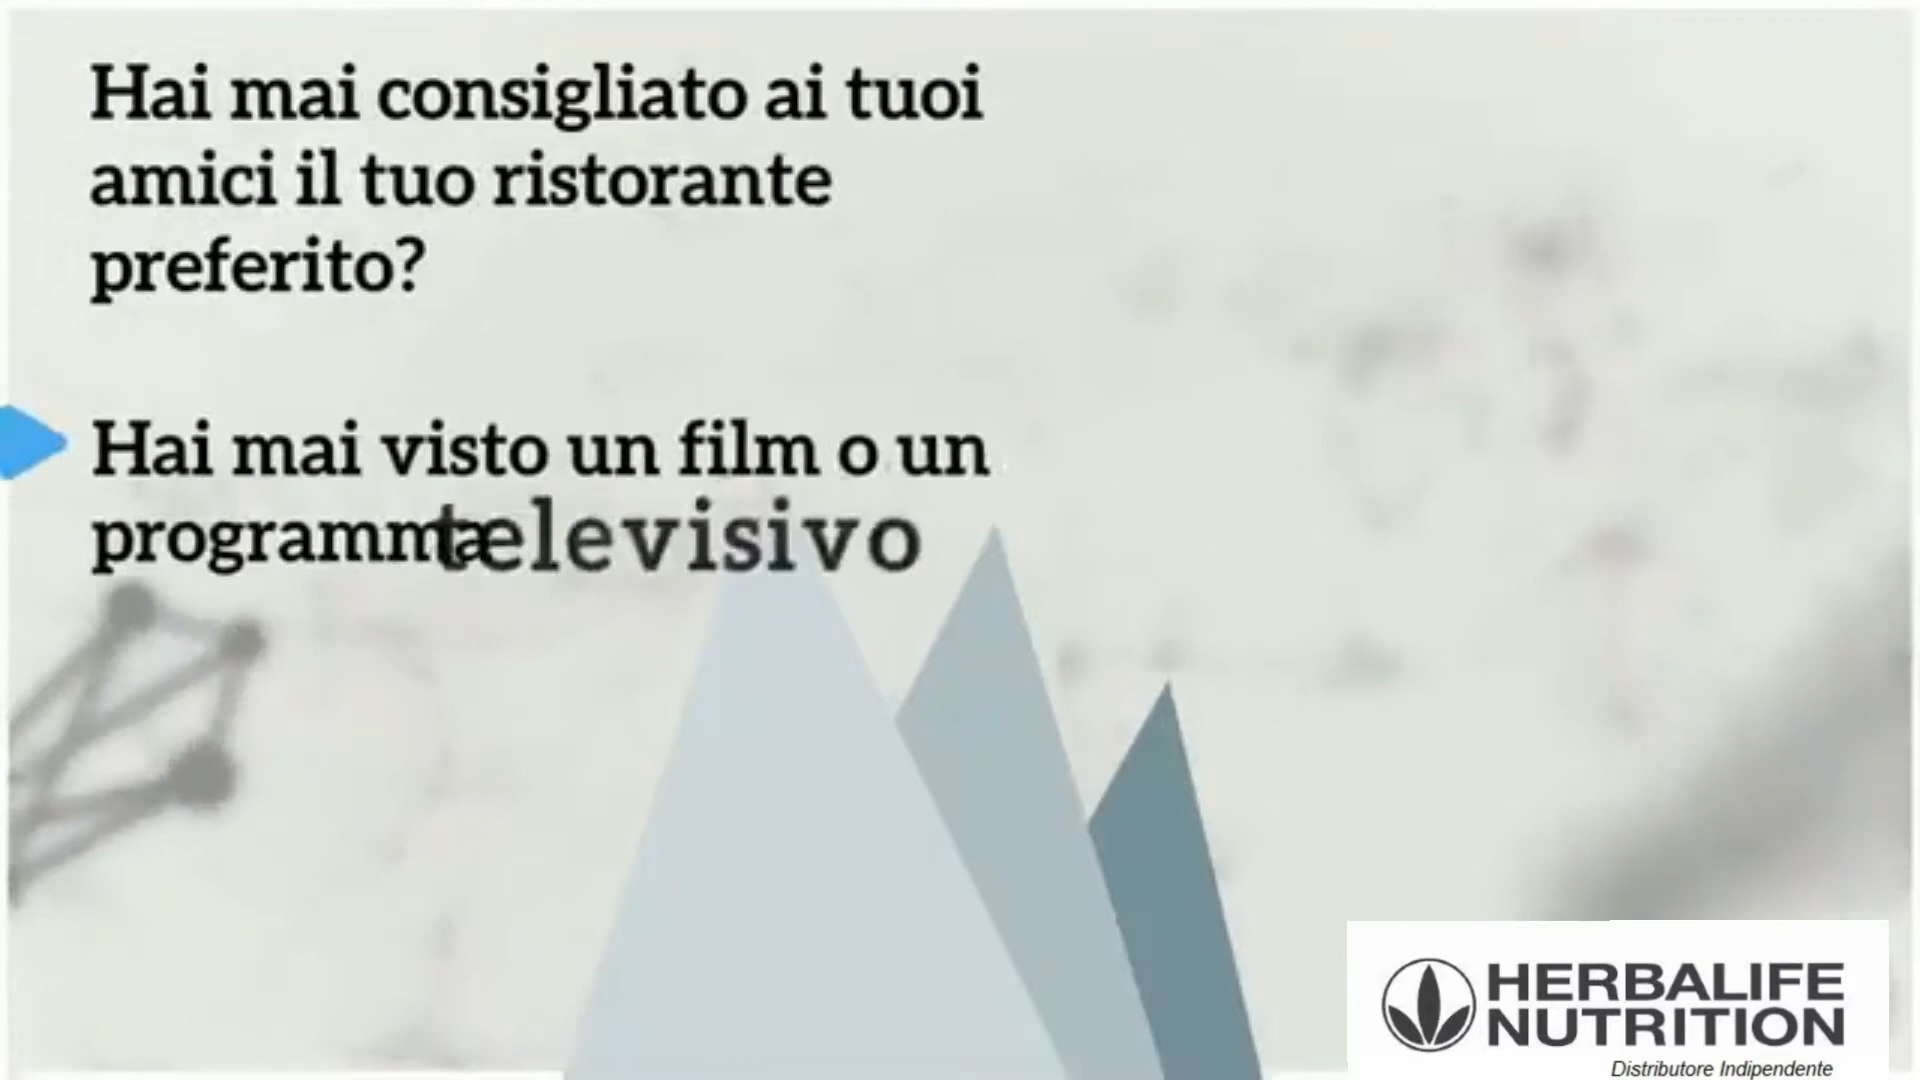 Hai mai consigliato ai tuoi
amici il tuo ristorante
preferito?
Hai mai visto un film o un
programma televisivo
HERBALIFE
NUTRITION
Distributore Indipendente